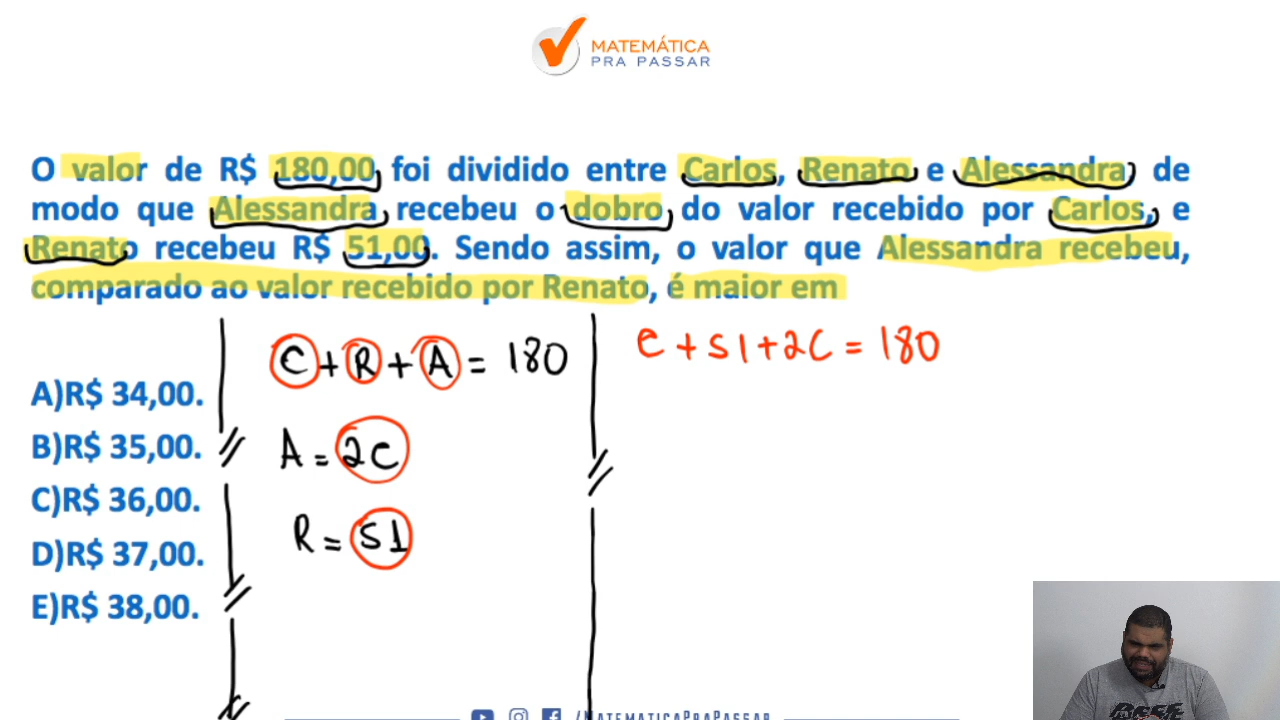 MATEMÁTICA
PRA PASSAR
O valor de R$ 180,00 foi dividido entre Carlos, Renato e Alessandra, de
modo que Alessandra recebeu o dobro do valor recebido por Carlos, e
Renato recebeu R$ 51,00. Sendo assim, o valor que Alessandra recebeu,
comparado ao valor recebido por Renato, é maior em
A)R$ 34,00.
B)R$ 35,00.
C)R$ 36,00.
D)R$ 37,00.
E)R$ 38,00.
C + R + A = 180
A = 2C
R = 51
C + 51 + 2C = 180
/MATEMATICAPRAPASSAR